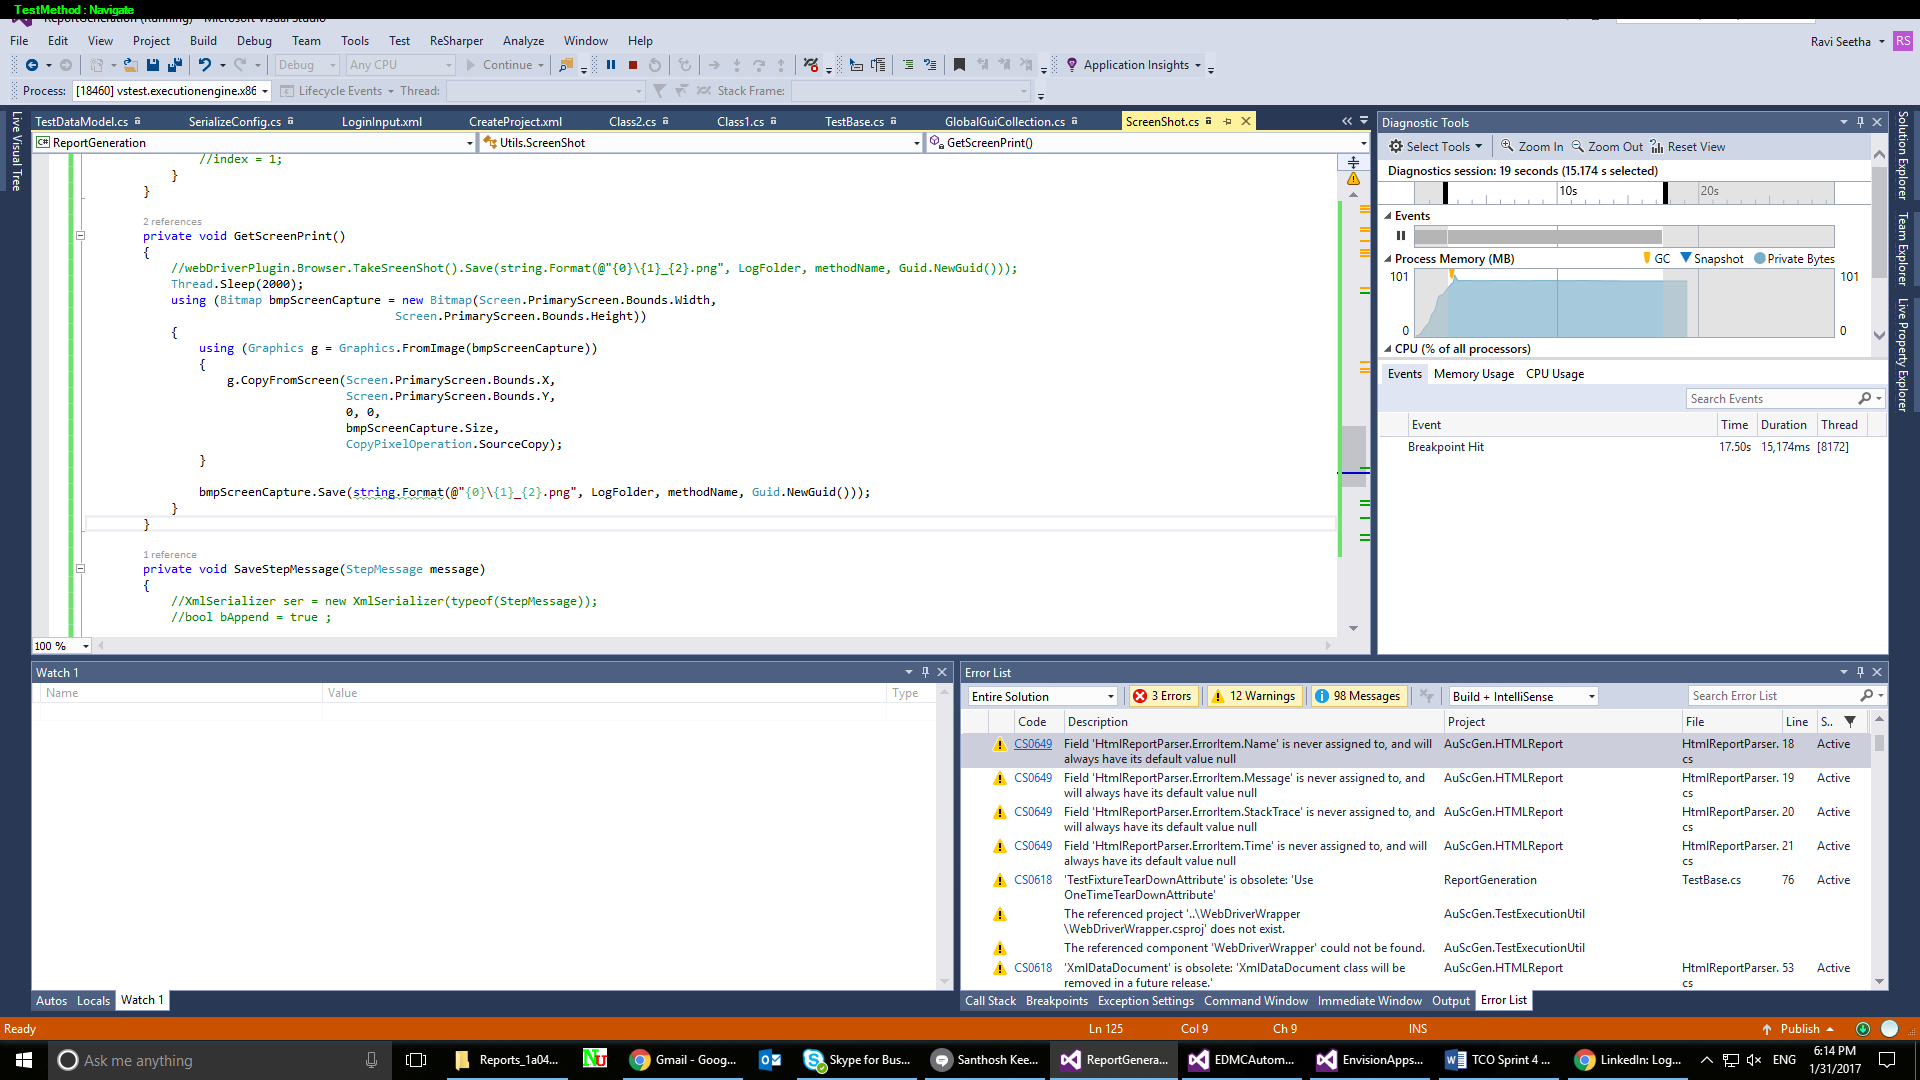 TestMethod : Navigate
ReportGeneration (Running) - Microsoft Visual Studio
File Edit View Project Build Debug Team Tools Test ReSharper Analyze Window Help
Ravi Seetha RS
Debug Any CPU Continue Application Insights
Process: [18460] vstest.executionengine.x86 Lifecycle Events Thread: Stack Frame:
Live Visual Tree
TestDataModel.cs SerializeConfig.cs LoginInput.xml CreateProject.xml Class2.cs Class1.cs TestBase.cs GlobalGuiCollection.cs ScreenShot.cs
ReportGeneration Utils.ScreenShot GetScreenPrint()
//index = 1;
}
}
2 references
private void GetScreenPrint()
{
//webDriverPlugin.Browser.TakeSreenShot().Save(string.Format(@"{0}\{1}_{2}.png", LogFolder, methodName, Guid.NewGuid()));
Thread.Sleep(2000);
using (Bitmap bmpScreenCapture = new Bitmap(Screen.PrimaryScreen.Bounds.Width,
Screen.PrimaryScreen.Bounds.Height))
{
using (Graphics g = Graphics.FromImage(bmpScreenCapture))
{
g.CopyFromScreen(Screen.PrimaryScreen.Bounds.X,
Screen.PrimaryScreen.Bounds.Y,
0, 0,
bmpScreenCapture.Size,
CopyPixelOperation.SourceCopy);
}
bmpScreenCapture.Save(string.Format(@"{0}\{1}_{2}.png", LogFolder, methodName, Guid.NewGuid()));
}
}
1 reference
private void SaveStepMessage(StepMessage message)
{
//XmlSerializer ser = new XmlSerializer(typeof(StepMessage));
//bool bAppend = true ;
100 %
Diagnostic Tools
Select Tools Zoom In Zoom Out Reset View
Diagnostics session: 19 seconds (15.174 s selected)
10s 20s
Events
Process Memory (MB) GC Snapshot Private Bytes
101 101
0 0
CPU (% of all processors)
Events Memory Usage CPU Usage
Search Events
Event Time Duration Thread
Breakpoint Hit 17.50s 15,174ms [8172]
Solution Explorer
Team Explorer
Live Property Explorer
Watch 1
Name Value Type
Autos Locals Watch 1
Error List
Entire Solution 3 Errors 12 Warnings 98 Messages Build + IntelliSense Search Error List
Code Description Project File Line S..
CS0649 Field 'HtmlReportParser.ErrorItem.Name' is never assigned to, and will AuScGen.HTMLReport HtmlReportParser. 18 Active
always have its default value null cs
CS0649 Field 'HtmlReportParser.ErrorItem.Message' is never assigned to, and AuScGen.HTMLReport HtmlReportParser. 19 Active
will always have its default value null cs
CS0649 Field 'HtmlReportParser.ErrorItem.StackTrace' is never assigned to, and AuScGen.HTMLReport HtmlReportParser. 20 Active
will always have its default value null cs
CS0649 Field 'HtmlReportParser.ErrorItem.Time' is never assigned to, and will AuScGen.HTMLReport HtmlReportParser. 21 Active
always have its default value null cs
CS0618 'TestFixtureTearDownAttribute' is obsolete: 'Use ReportGeneration TestBase.cs 76 Active
OneTimeTearDownAttribute'
The referenced project '..\WebDriverWrapper AuScGen.TestExecutionUtil
\WebDriverWrapper.csproj' does not exist.
The referenced component 'WebDriverWrapper' could not be found. AuScGen.TestExecutionUtil
CS0618 'XmlDataDocument' is obsolete: 'XmlDataDocument class will be AuScGen.HTMLReport HtmlReportParser. 53 Active
removed in a future release.' cs
Call Stack Breakpoints Exception Settings Command Window Immediate Window Output Error List
Ready Ln 125 Col 9 Ch 9 INS Publish
Ask me anything Reports_1a04... Gmail - Goog... Skype for Bus... Santhosh Kee... ReportGenera... EDMCAutom... EnvisionApps... TCO Sprint 4 ... LinkedIn: Log... ENG 6:14 PM
1/31/2017